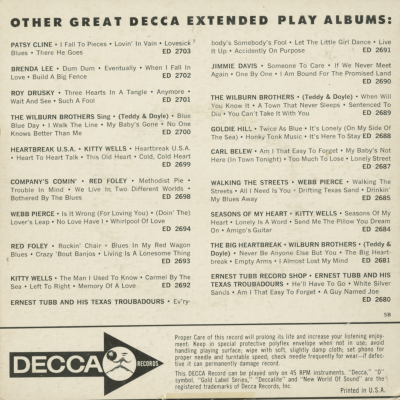 OTHER GREAT DECCA EXTENDED PLAY ALBUMS:
PATSY CLINE • I Fall To Pieces • Lovin' In Vain • Lovesick
Blues • There He Goes ED 2703
BRENDA LEE • Dum Dum • Eventually • When I Fall In
Love • Build A Big Fence ED 2702
ROY DRUSKY • Three Hearts In A Tangle • Anymore •
Wait And See • Such A Fool ED 2701
THE WILBURN BROTHERS Sing • (Teddy & Doyle) • Blue
Blue Day • I Walk The Line • My Baby's Gone • No One
Knows Better Than Me ED 2700
HEARTBREAK U.S.A. • KITTY WELLS • Heartbreak U.S.A.
• Heart To Heart Talk • This Old Heart • Cold, Cold Heart
ED 2699
COMPANY'S COMIN' • RED FOLEY • Methodist Pie •
Trouble In Mind • We Live In Two Different Worlds •
Bothered By The Blues ED 2698
WEBB PIERCE • Is It Wrong (For Loving You) • (Doin' The)
Lover's Leap • No Love Have I • Whirlpool Of Love
ED 2694
RED FOLEY • Rockin' Chair • Blues In My Red Wagon
Blues • Crazy 'Bout Banjos • Living Is A Lonesome Thing
ED 2693
KITTY WELLS • The Man I Used To Know • Carmel By The
Sea • Left To Right • Memory Of A Love ED 2692
ERNEST TUBB AND HIS TEXAS TROUBADOURS • Ev'ry-
body's Somebody's Fool • Let The Little Girl Dance • Live
It Up • Accidently On Purpose ED 2691
JIMMIE DAVIS • Someone To Care • If We Never Meet
Again • One By One • I Am Bound For The Promised Land
ED 2690
THE WILBURN BROTHERS • (Teddy & Doyle) • When Will
You Know It • A Town That Never Sleeps • Sentenced To
Die • You Can't Take It With You ED 2689
GOLDIE HILL • Twice As Blue • It's Lonely (On My Side Of
The Sea) • Honky Tonk Music • It's Here To Stay ED 2688
CARL BELEW • Am I That Easy To Forget • My Baby's Not
Here (In Town Tonight) • Too Much To Lose • Lonely Street
ED 2687
WALKING THE STREETS • WEBB PIERCE • Walking The
Streets • All I Need Is You • Drifting Texas Sand • Drinkin'
My Blues Away ED 2685
SEASONS OF MY HEART • KITTY WELLS • Seasons Of My
Heart • Lonely Is A Word • Send Me The Pillow You Dream
On • Amigo's Guitar ED 2684
THE BIG HEARTBREAK • WILBURN BROTHERS • (Teddy &
Doyle) • Never Be Anyone Else But You • The Big Heart-
break • Empty Arms • I Almost Lost My Mind ED 2681
ERNEST TUBB RECORD SHOP • ERNEST TUBB AND HIS
TEXAS TROUBADOURS • He'll Have To Go • White Silver
Sands • Am I That Easy To Forget • A Guy Named Joe
ED 2680
5B
DECCA RECORDS
Proper Care of this record will prolong its life and increase your listening enjoy-
ment: Keep in special protective polyflex envelope when not in use; avoid
handling playing surface; wipe with soft, slightly damp cloth; set phono for
proper needle and turntable speed; check needle frequently for wear—if defec-
tive it can permanently damage record.
This DECCA Record can be played only on 45 RPM instruments. "Decca," "D"
symbol, "Gold Label Series," "Deccalite" and "New World Of Sound" are the
registered trademarks of Decca Records, Inc.
Printed in U.S.A.